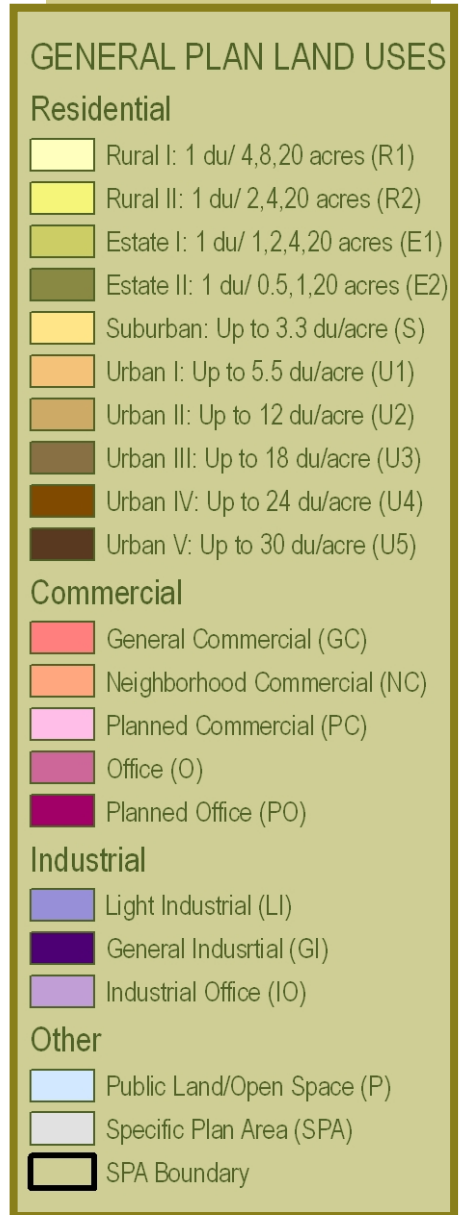 GENERAL PLAN LAND USES
Residential
Rural I: 1 du/ 4,8,20 acres (R1)
Rural II: 1 du/ 2,4,20 acres (R2)
Estate I: 1 du/ 1,2,4,20 acres (E1)
Estate II: 1 du/ 0.5,1,20 acres (E2)
Suburban: Up to 3.3 du/acre (S)
Urban I: Up to 5.5 du/acre (U1)
Urban II: Up to 12 du/acre (U2)
Urban III: Up to 18 du/acre (U3)
Urban IV: Up to 24 du/acre (U4)
Urban V: Up to 30 du/acre (U5)
Commercial
General Commercial (GC)
Neighborhood Commercial (NC)
Planned Commercial (PC)
Office (O)
Planned Office (PO)
Industrial
Light Industrial (LI)
General Indusrtial (GI)
Industrial Office (IO)
Other
Public Land/Open Space (P)
Specific Plan Area (SPA)
SPA Boundary